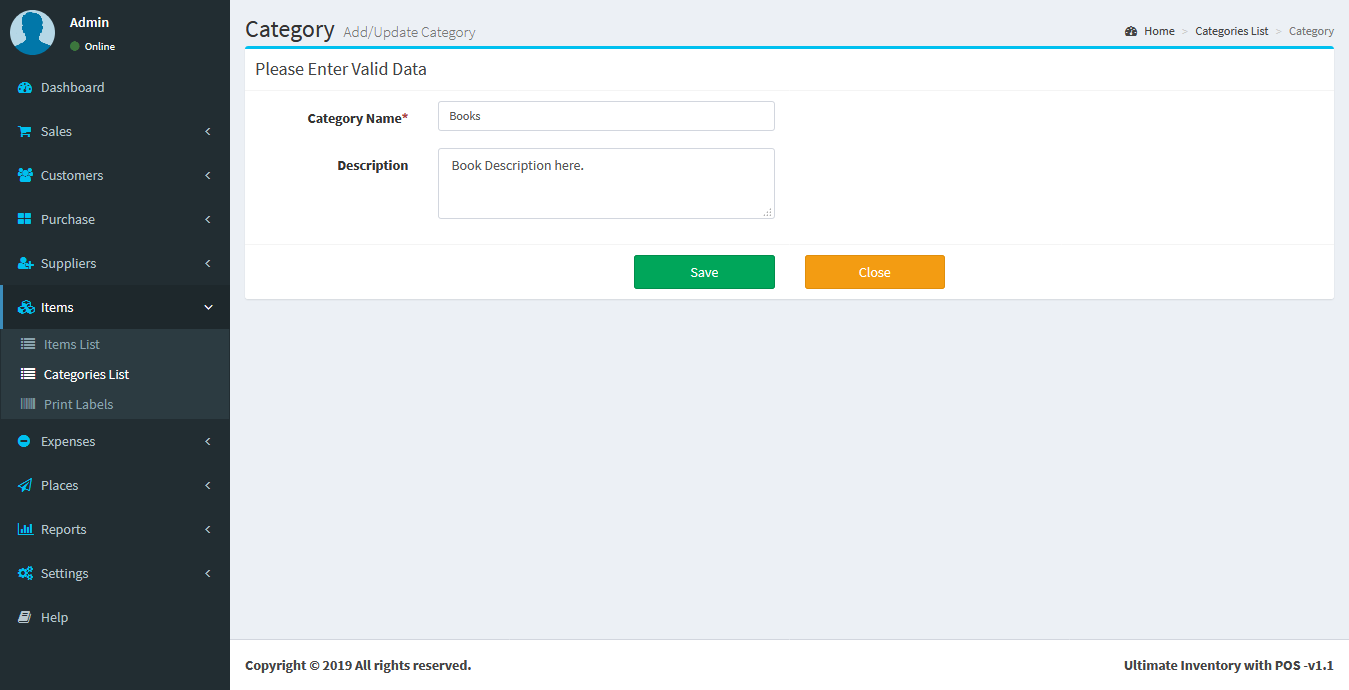 Admin
Online
Dashboard
Sales
Customers
Purchase
Suppliers
Items
Items List
Categories List
Print Labels
Expenses
Places
Reports
Settings
Help
Category Add/Update Category
Home > Categories List > Category
Please Enter Valid Data
Category Name* Books
Description Book Description here.
Save Close
Copyright © 2019 All rights reserved. Ultimate Inventory with POS -v1.1